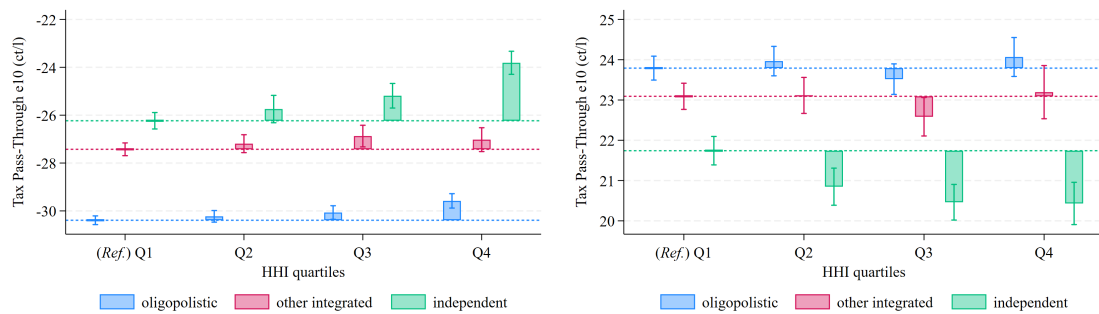 Tax Pass-Through e10 (ct/l)
-22
-24
-26
-28
-30
(Ref.) Q1 Q2 Q3 Q4
HHI quartiles
oligopolistic other integrated independent
Tax Pass-Through e10 (ct/l)
25
24
23
22
21
20
(Ref.) Q1 Q2 Q3 Q4
HHI quartiles
oligopolistic other integrated independent